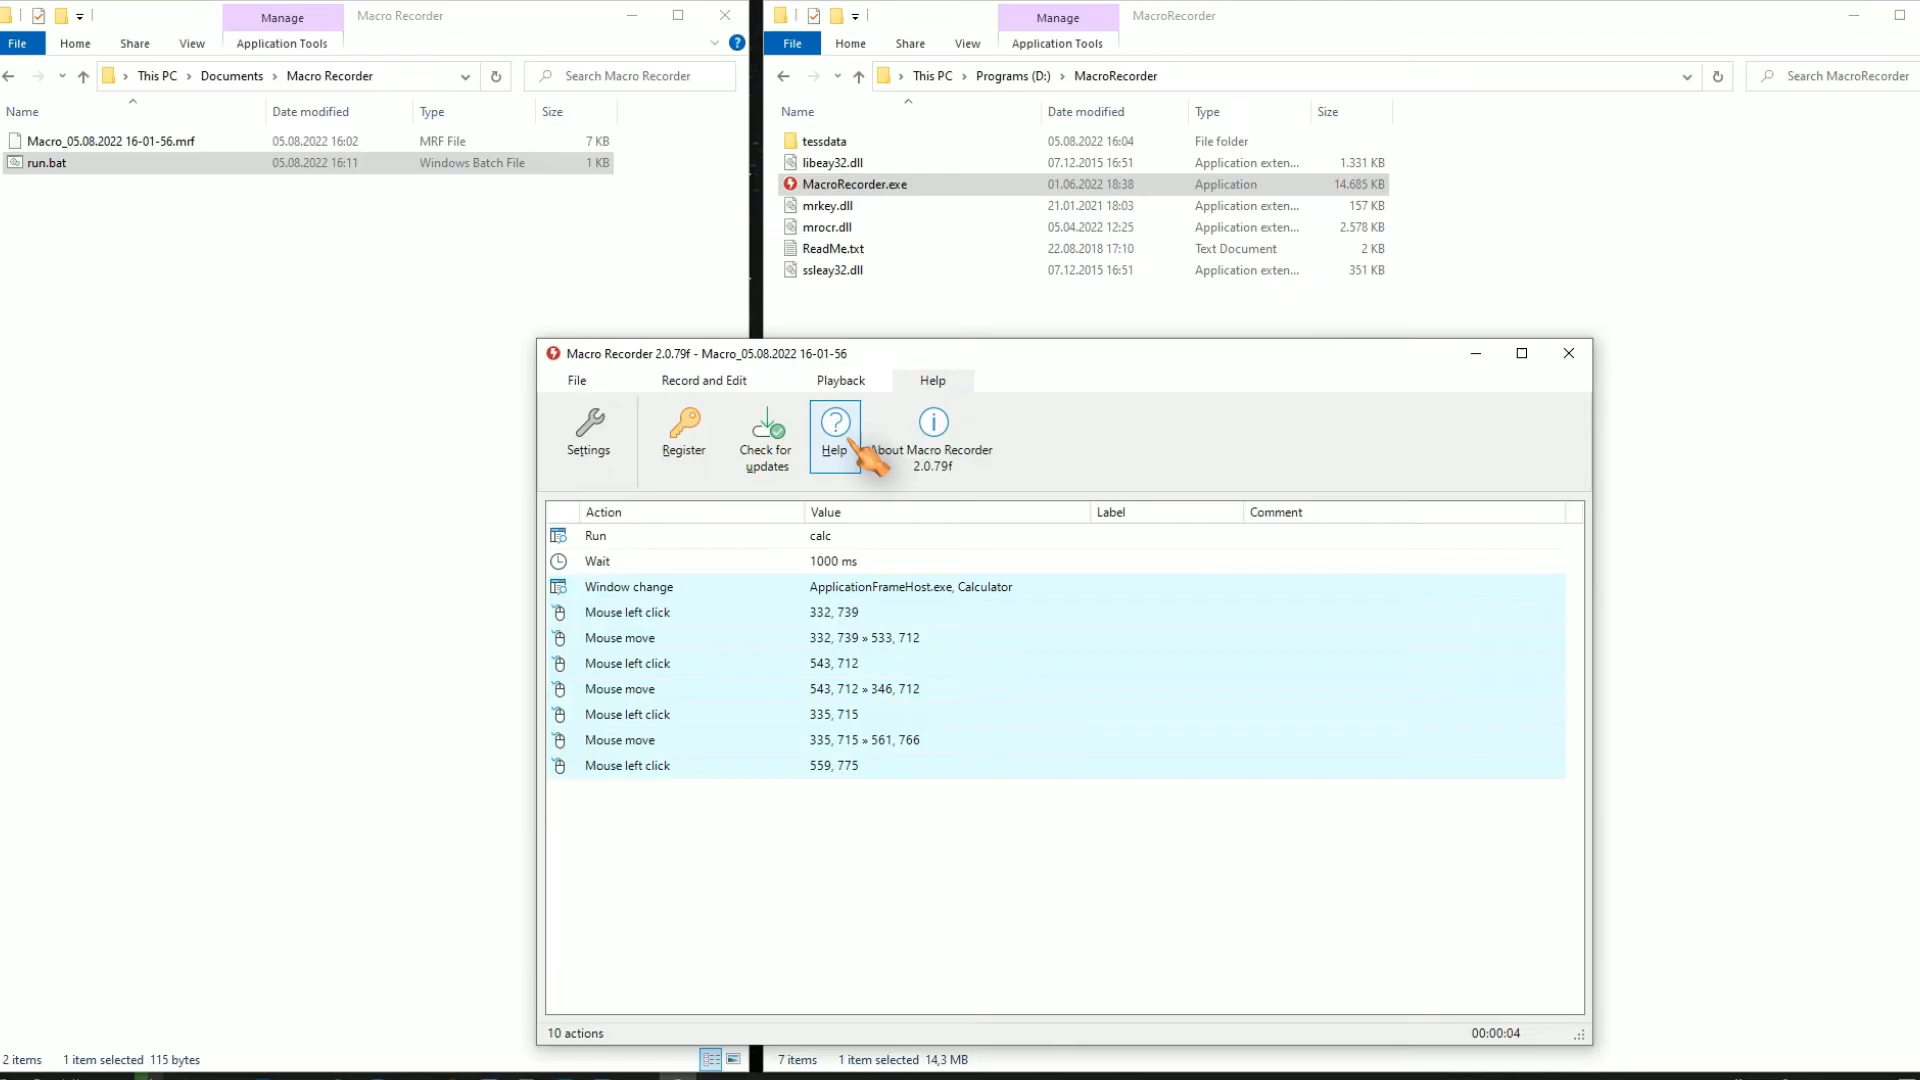 Manage
Macro Recorder
File
Home
Share
View
Application Tools
This PC
Documents
Macro Recorder
Search Macro Recorder
Name
Date modified
Type
Size
Macro_05.08.2022 16-01-56.mrf
05.08.2022 16:02
MRF File
7 KB
run.bat
05.08.2022 16:11
Windows Batch File
1 KB
Manage
MacroRecorder
File
Home
Share
View
Application Tools
This PC
Programs (D:)
MacroRecorder
Search MacroRecorder
Name
Date modified
Type
Size
tessdata
05.08.2022 16:04
File folder
libeay32.dll
07.12.2015 16:51
Application exten...
1.331 KB
MacroRecorder.exe
01.06.2022 18:38
Application
14.685 KB
mrkey.dll
21.01.2021 18:03
Application exten...
157 KB
mrocr.dll
05.04.2022 12:25
Application exten...
2.578 KB
ReadMe.txt
22.08.2018 17:10
Text Document
2 KB
ssleay32.dll
07.12.2015 16:51
Application exten...
351 KB
Macro Recorder 2.0.79f - Macro_05.08.2022 16-01-56
File
Record and Edit
Playback
Help
Settings
Register
Check for
updates
Help
About Macro Recorder
2.0.79f
Action
Value
Label
Comment
Run
calc
Wait
1000 ms
Window change
ApplicationFrameHost.exe, Calculator
Mouse left click
332, 739
Mouse move
332, 739 » 533, 712
Mouse left click
543, 712
Mouse move
543, 712 » 346, 712
Mouse left click
335, 715
Mouse move
335, 715 » 561, 766
Mouse left click
559, 775
10 actions
00:00:04
2 items
1 item selected 115 bytes
7 items
1 item selected 14,3 MB